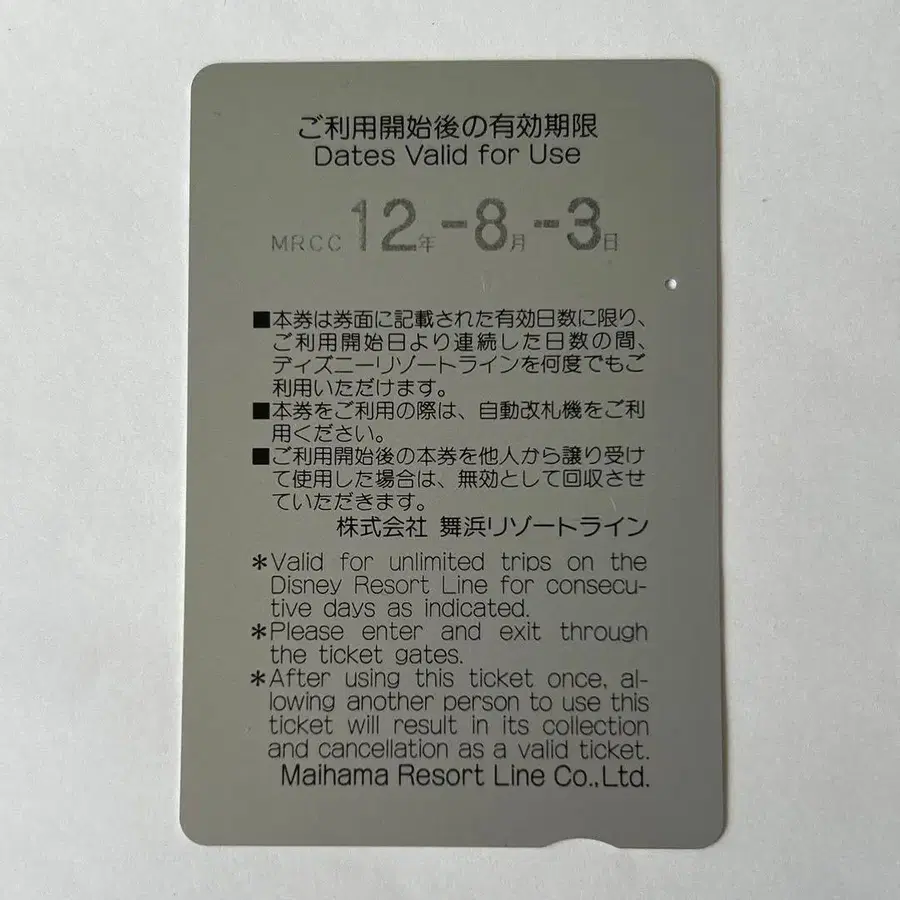 ご利用開始後の有効期限
Dates Valid for Use
MRCC 12年-8月-3日
■本券は券面に記載された有効日数に限り、
ご利用開始日より連続した日数の間、
ディズニーリゾートラインを何度でもご
利用いただけます。
■本券をご利用の際は、自動改札機をご利
用ください。
■ご利用開始後の本券を他人から譲り受け
て使用した場合は、無効として回収させ
ていただきます。
株式会社 舞浜リゾートライン
*Valid for unlimited trips on the
Disney Resort Line for consecu-
tive days as indicated.
*Please enter and exit through
the ticket gates.
*After using this ticket once, al-
lowing another person to use this
ticket will result in its collection
and cancellation as a valid ticket.
Maihama Resort Line Co.,Ltd.